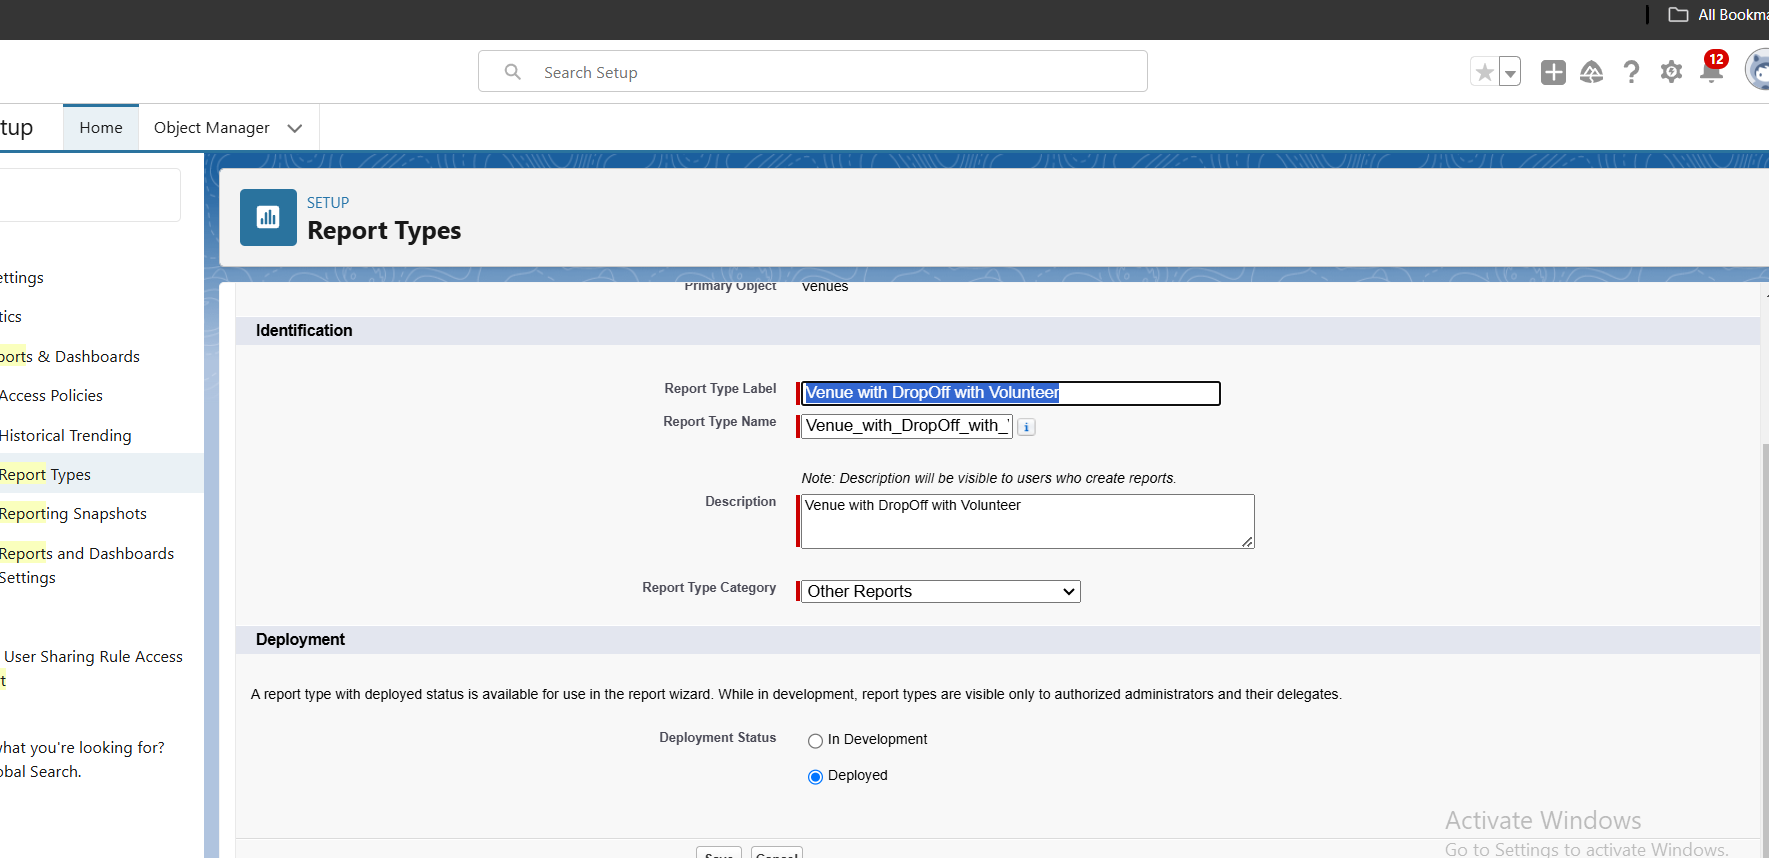 All Bookma
Search Setup
12
tup
Home
Object Manager
SETUP
Report Types
ettings
tics
ports & Dashboards
Access Policies
Historical Trending
Report Types
Reporting Snapshots
Reports and Dashboards
Settings
User Sharing Rule Access
t
what you're looking for?
obal Search.
Primary Object Venues
Identification
Report Type Label Venue with DropOff with Volunteer
Report Type Name Venue_with_DropOff_with_
i
Note: Description will be visible to users who create reports.
Description Venue with DropOff with Volunteer
Report Type Category Other Reports
Deployment
A report type with deployed status is available for use in the report wizard. While in development, report types are visible only to authorized administrators and their delegates.
Deployment Status In Development
Deployed
Save Cancel
Activate Windows
Go to Settings to activate Windows.